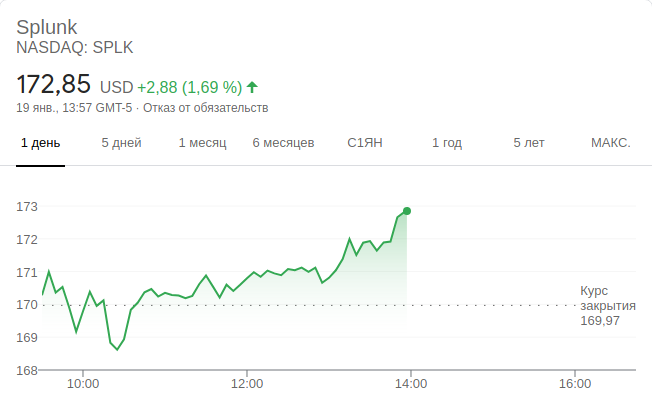 Splunk
NASDAQ: SPLK
172,85 USD +2,88 (1,69 %)
19 янв., 13:57 GMT-5 · Отказ от обязательств
1 день 5 дней 1 месяц 6 месяцев С1ЯН 1 год 5 лет МАКС.
173
172
171
170
169
168
Курс
закрытия
169,97
10:00 12:00 14:00 16:00